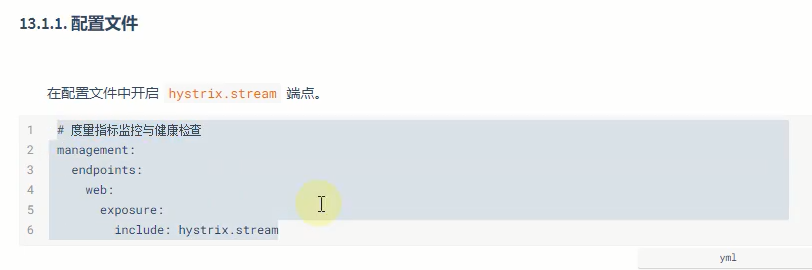 13.1.1. 配置文件
在配置文件中开启 hystrix.stream 端点。
1 # 度量指标监控与健康检查
2 management:
3 endpoints:
4 web:
5 exposure:
6 include: hystrix.stream
yml